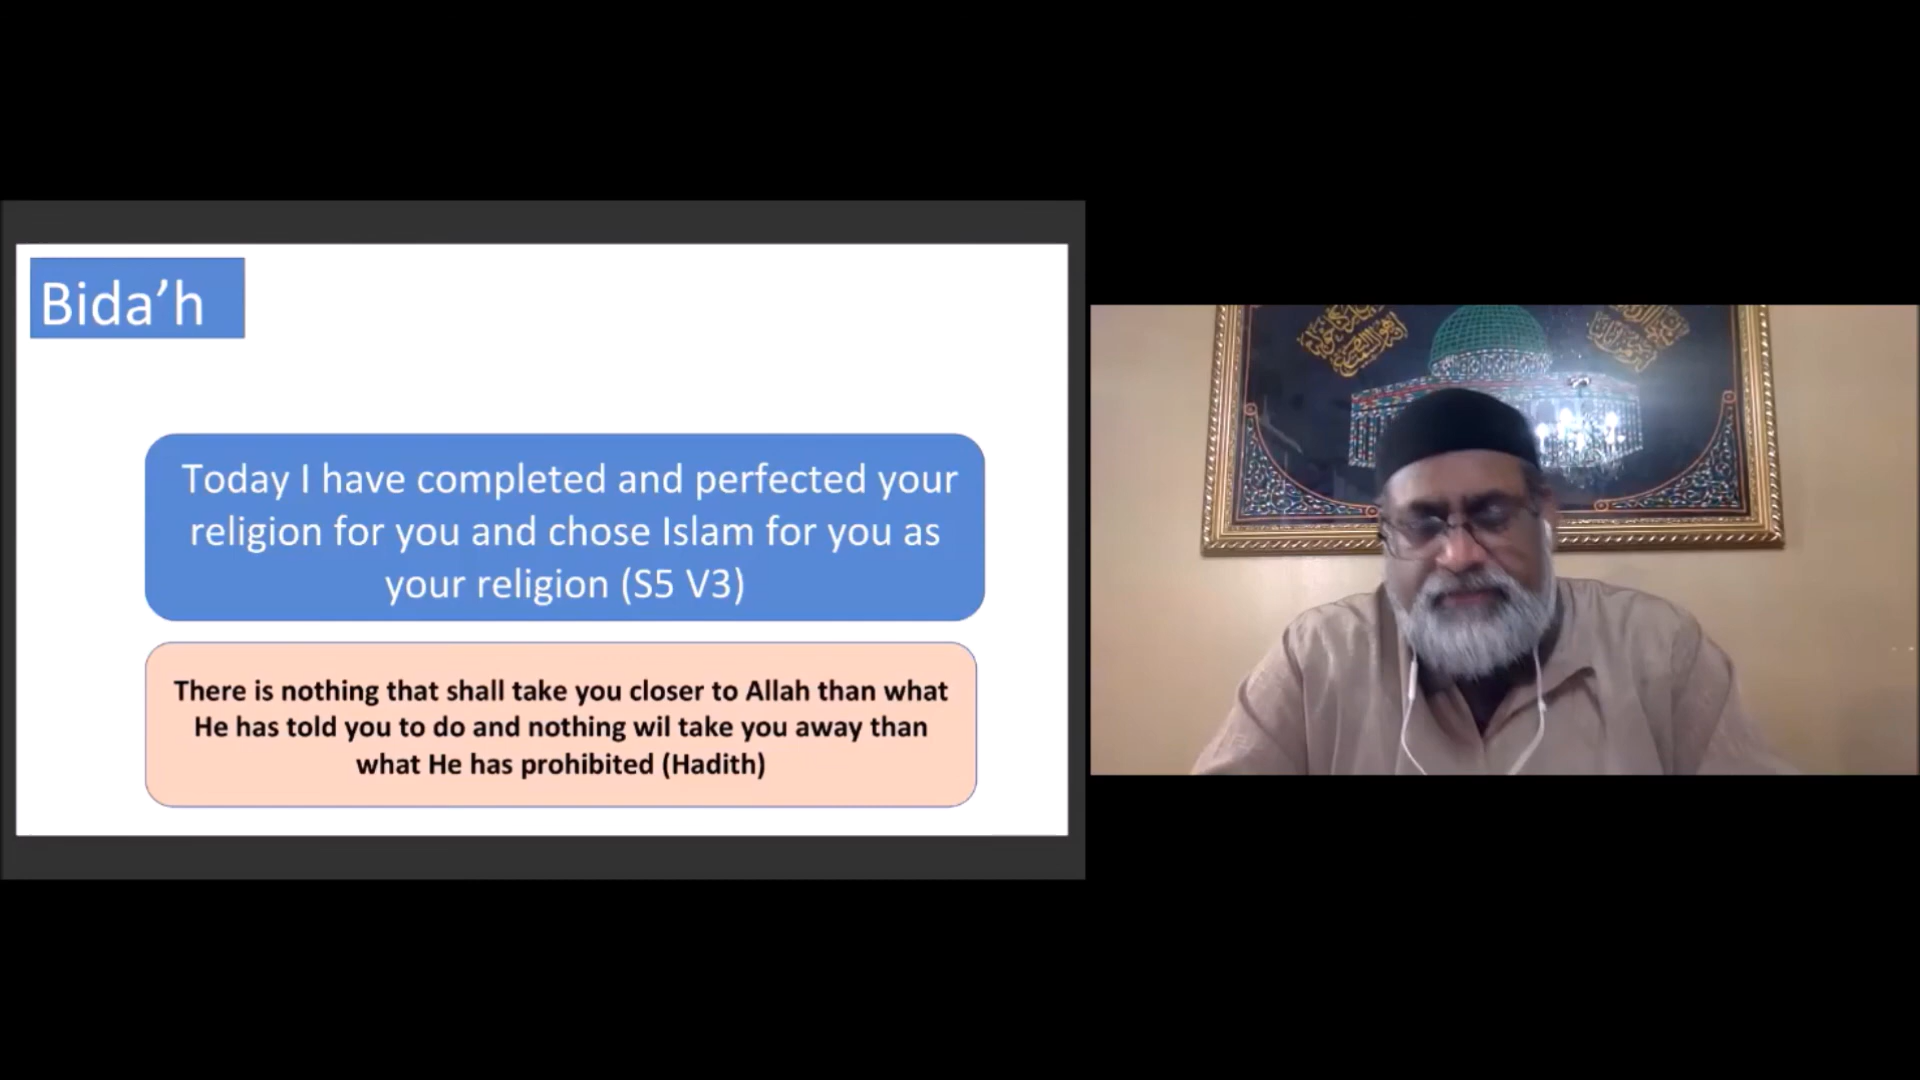 Bida’h
Today I have completed and perfected your
religion for you and chose Islam for you as
your religion (S5 V3)
There is nothing that shall take you closer to Allah than what
He has told you to do and nothing wil take you away than
what He has prohibited (Hadith)